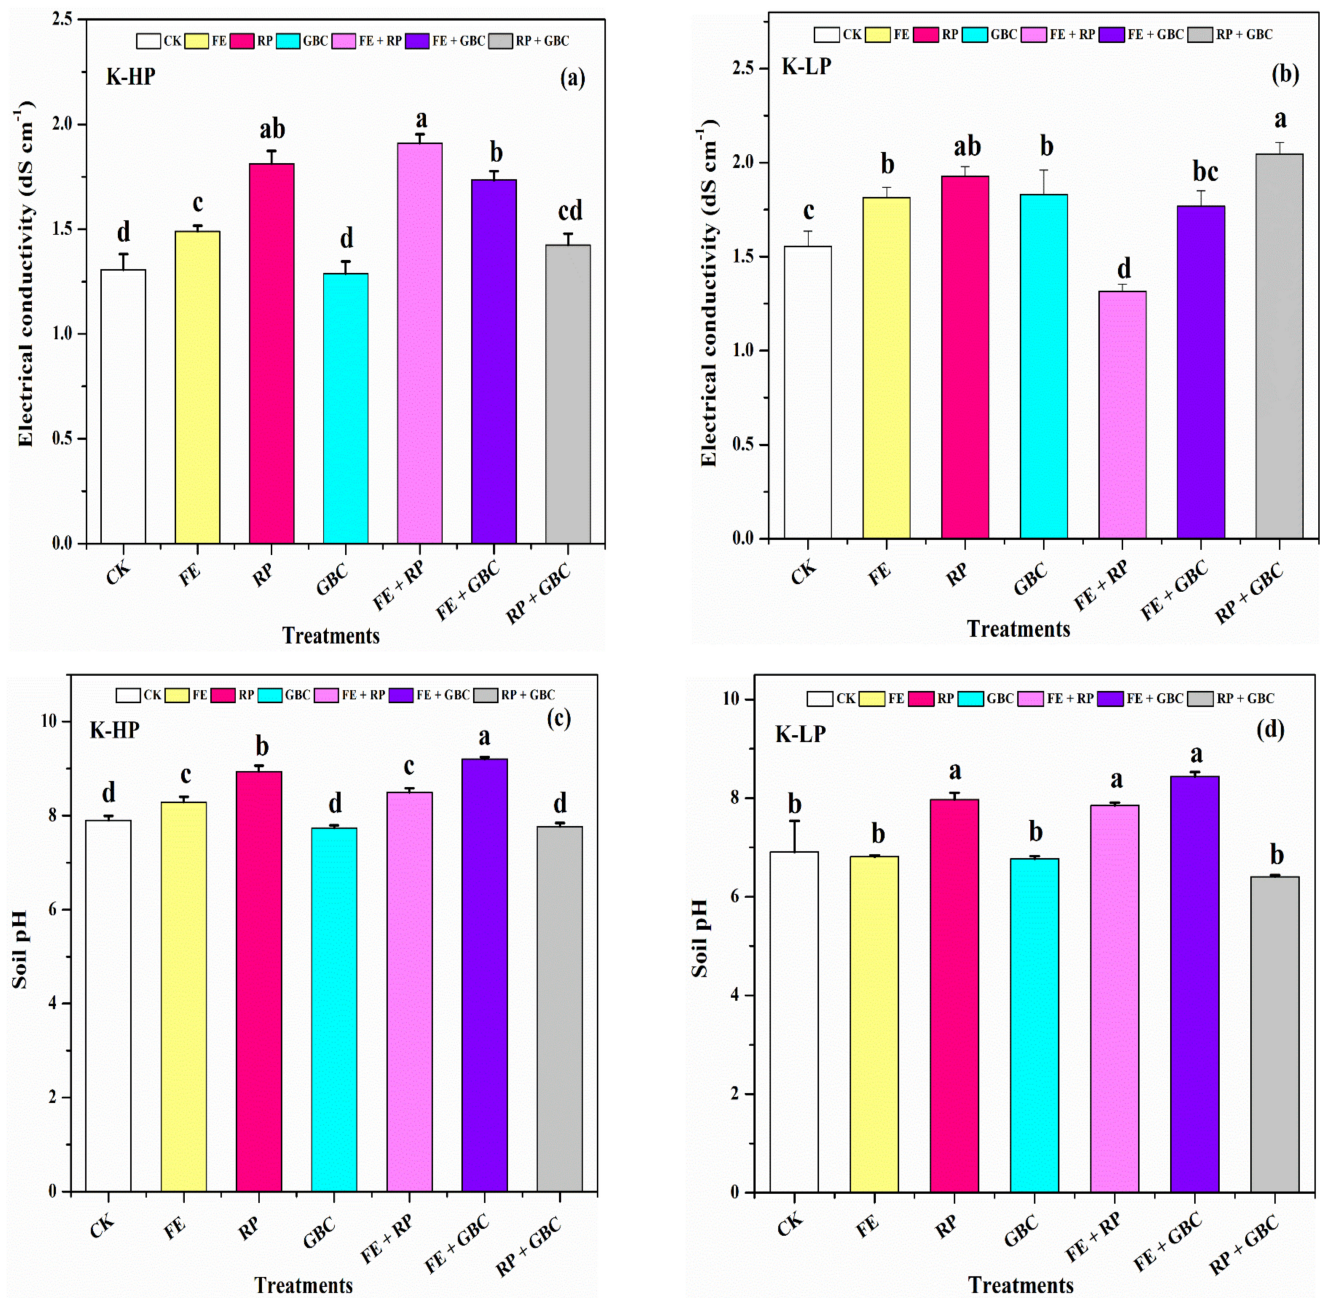 CK FE RP GBC FE + RP FE + GBC RP + GBC
K-HP (a)
Electrical conductivity (dS cm⁻¹)
2.5
2.0
1.5
1.0
0.5
0.0
d c ab d a b cd
CK FE RP GBC FE + RP FE + GBC RP + GBC
Treatments
CK FE RP GBC FE + RP FE + GBC RP + GBC
K-LP (b)
Electrical conductivity (dS cm⁻¹)
2.5
2.0
1.5
1.0
0.5
0.0
c b ab b d bc a
CK FE RP GBC FE + RP FE + GBC RP + GBC
Treatments
CK FE RP GBC FE + RP FE + GBC RP + GBC
K-HP (c)
Soil pH
10
8
6
4
2
0
d c b d c a d
CK FE RP GBC FE + RP FE + GBC RP + GBC
Treatments
CK FE RP GBC FE + RP FE + GBC RP + GBC
K-LP (d)
Soil pH
10
8
6
4
2
0
b b a b a a b
CK FE RP GBC FE + RP FE + GBC RP + GBC
Treatments